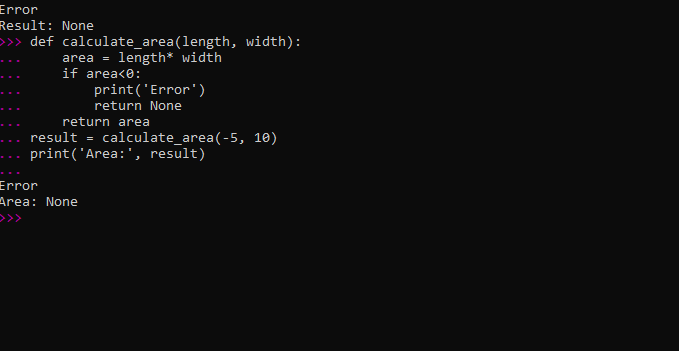 Error
Result: None
>>> def calculate_area(length, width):
...     area = length* width
...     if area<0:
...         print('Error')
...         return None
...     return area
... result = calculate_area(-5, 10)
... print('Area:', result)
...
Error
Area: None
>>>